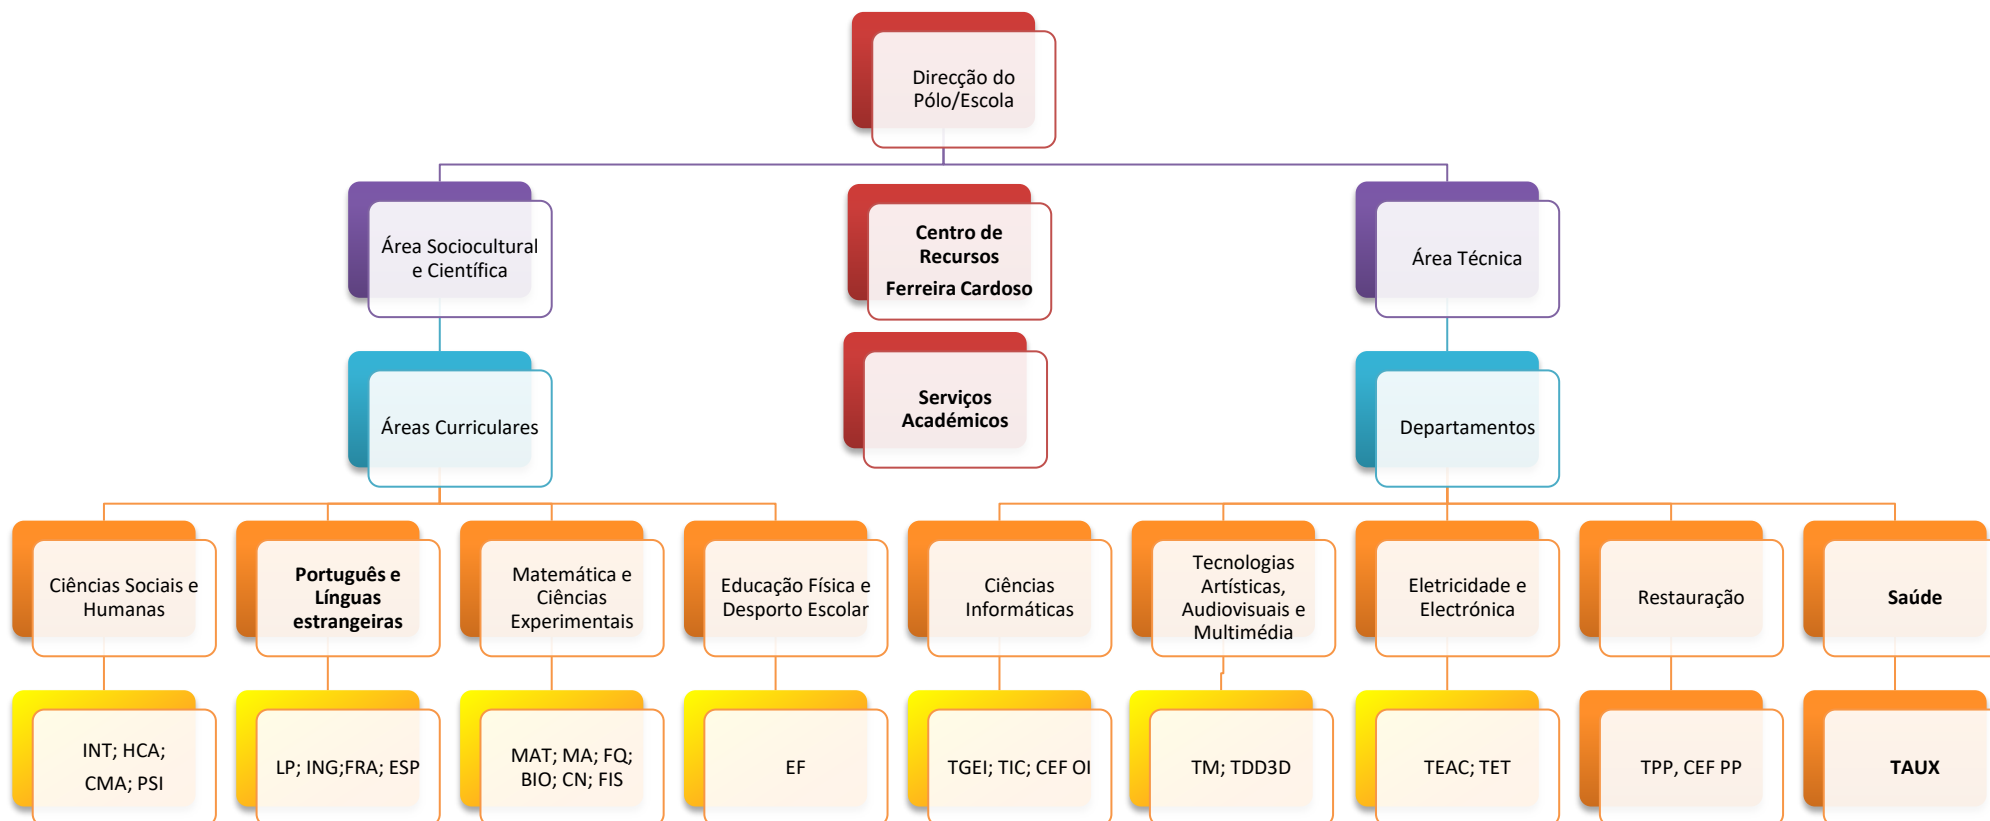 Direcção do
Pólo/Escola
Área Sociocultural
e Científica
Centro de
Recursos
Ferreira Cardoso
Área Técnica
Áreas Curriculares
Serviços
Académicos
Departamentos
Ciências Sociais e
Humanas
Português e
Línguas
estrangeiras
Matemática e
Ciências
Experimentais
Educação Física e
Desporto Escolar
Ciências
Informáticas
Tecnologias
Artísticas,
Audiovisuais e
Multimédia
Eletricidade e
Electrónica
Restauração
Saúde
INT; HCA;
CMA; PSI
LP; ING;FRA; ESP
MAT; MA; FQ;
BIO; CN; FIS
EF
TGEI; TIC; CEF OI
TM; TDD3D
TEAC; TET
TPP, CEF PP
TAUX